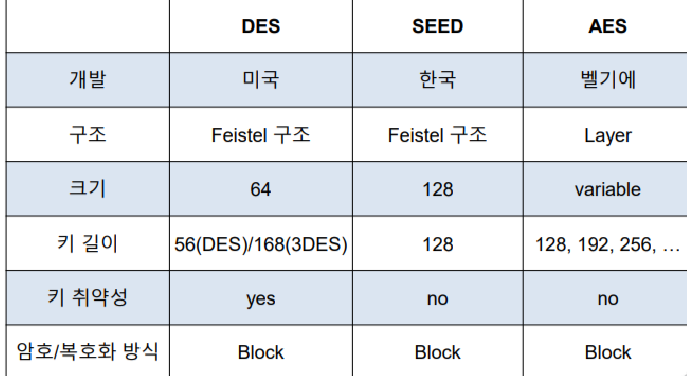 DES SEED AES
개발 미국 한국 벨기에
구조 Feistel 구조 Feistel 구조 Layer
크기 64 128 variable
키 길이 56(DES)/168(3DES) 128 128, 192, 256, …
키 취약성 yes no no
암호/복호화 방식 Block Block Block